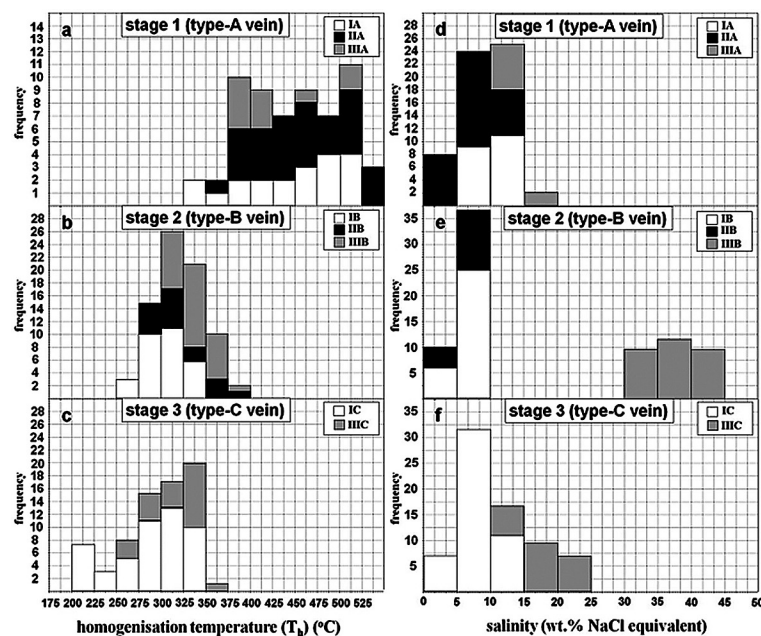 a
stage 1 (type-A vein)
IA
IIA
IIIA
frequency
14
13
12
11
10
9
8
7
6
5
4
3
2
1
b
stage 2 (type-B vein)
IB
IIB
IIIB
frequency
28
26
24
22
20
18
16
14
12
10
8
6
4
2
c
stage 3 (type-C vein)
IC
IIIC
frequency
28
26
24
22
20
18
16
14
12
10
8
6
4
2
175 200 225 250 275 300 325 350 375 400 425 450 475 500 525
homogenisation temperature (Th) (oC)
d
stage 1 (type-A vein)
IA
IIA
IIIA
frequency
28
26
24
22
20
18
16
14
12
10
8
6
4
2
e
stage 2 (type-B vein)
IB
IIB
IIIB
frequency
35
30
25
20
15
10
5
f
stage 3 (type-C vein)
IC
IIIC
frequency
35
30
25
20
15
10
5
0 5 10 15 20 25 30 35 40 45 50
salinity (wt.% NaCl equivalent)